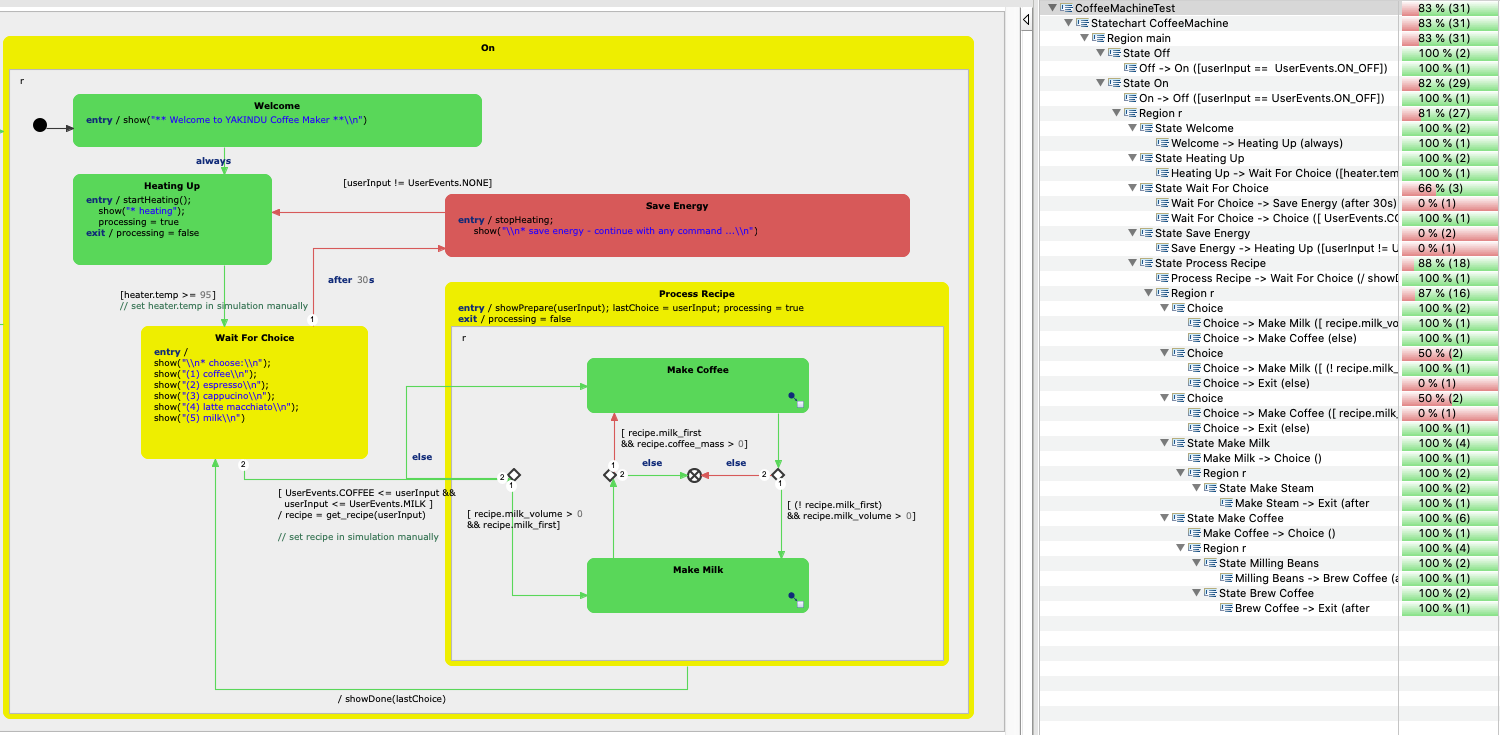 On
r
Welcome
entry / show("** Welcome to YAKINDU Coffee Maker **\\n")
always
Heating Up
entry / startHeating();
show("* heating");
processing = true
exit / processing = false
[userInput != UserEvents.NONE]
Save Energy
entry / stopHeating;
show("\\n* save energy - continue with any command ...\\n")
after 30s
[heater.temp >= 95]
// set heater.temp in simulation manually
1
Wait For Choice
entry /
show("\\n* choose:\\n");
show("(1) coffee\\n");
show("(2) espresso\\n");
show("(3) cappucino\\n");
show("(4) latte macchiato\\n");
show("(5) milk\\n")
2
[ UserEvents.COFFEE <= userInput &&
userInput <= UserEvents.MILK ]
/ recipe = get_recipe(userInput)
// set recipe in simulation manually
Process Recipe
entry / showPrepare(userInput); lastChoice = userInput; processing = true
exit / processing = false
r
Make Coffee
else
2
1
[ recipe.milk_volume > 0
&& recipe.milk_first]
[ recipe.milk_first
&& recipe.coffee_mass > 0]
1
2
else
else
2
1
[ (! recipe.milk_first)
&& recipe.milk_volume > 0]
Make Milk
/ showDone(lastChoice)
CoffeeMachineTest 83 % (31)
Statechart CoffeeMachine 83 % (31)
Region main 83 % (31)
State Off 100 % (2)
Off -> On ([userInput == UserEvents.ON_OFF]) 100 % (1)
State On 82 % (29)
On -> Off ([userInput == UserEvents.ON_OFF]) 100 % (1)
Region r 81 % (27)
State Welcome 100 % (2)
Welcome -> Heating Up (always) 100 % (1)
State Heating Up 100 % (2)
Heating Up -> Wait For Choice ([heater.tem 100 % (1)
State Wait For Choice 66 % (3)
Wait For Choice -> Save Energy (after 30s) 0 % (1)
Wait For Choice -> Choice ([ UserEvents.CO 100 % (1)
State Save Energy 0 % (2)
Save Energy -> Heating Up ([userInput != U 0 % (1)
State Process Recipe 88 % (18)
Process Recipe -> Wait For Choice (/ showD 100 % (1)
Region r 87 % (16)
Choice 100 % (2)
Choice -> Make Milk ([ recipe.milk_vo 100 % (1)
Choice -> Make Coffee (else) 100 % (1)
Choice 50 % (2)
Choice -> Make Milk ([ (! recipe.milk_ 100 % (1)
Choice -> Exit (else) 0 % (1)
Choice 50 % (2)
Choice -> Make Coffee ([ recipe.milk_ 0 % (1)
Choice -> Exit (else) 100 % (1)
State Make Milk 100 % (4)
Make Milk -> Choice () 100 % (1)
Region r 100 % (2)
State Make Steam 100 % (2)
Make Steam -> Exit (after 100 % (1)
State Make Coffee 100 % (6)
Make Coffee -> Choice () 100 % (1)
Region r 100 % (4)
State Milling Beans 100 % (2)
Milling Beans -> Brew Coffee (a 100 % (1)
State Brew Coffee 100 % (2)
Brew Coffee -> Exit (after 100 % (1)